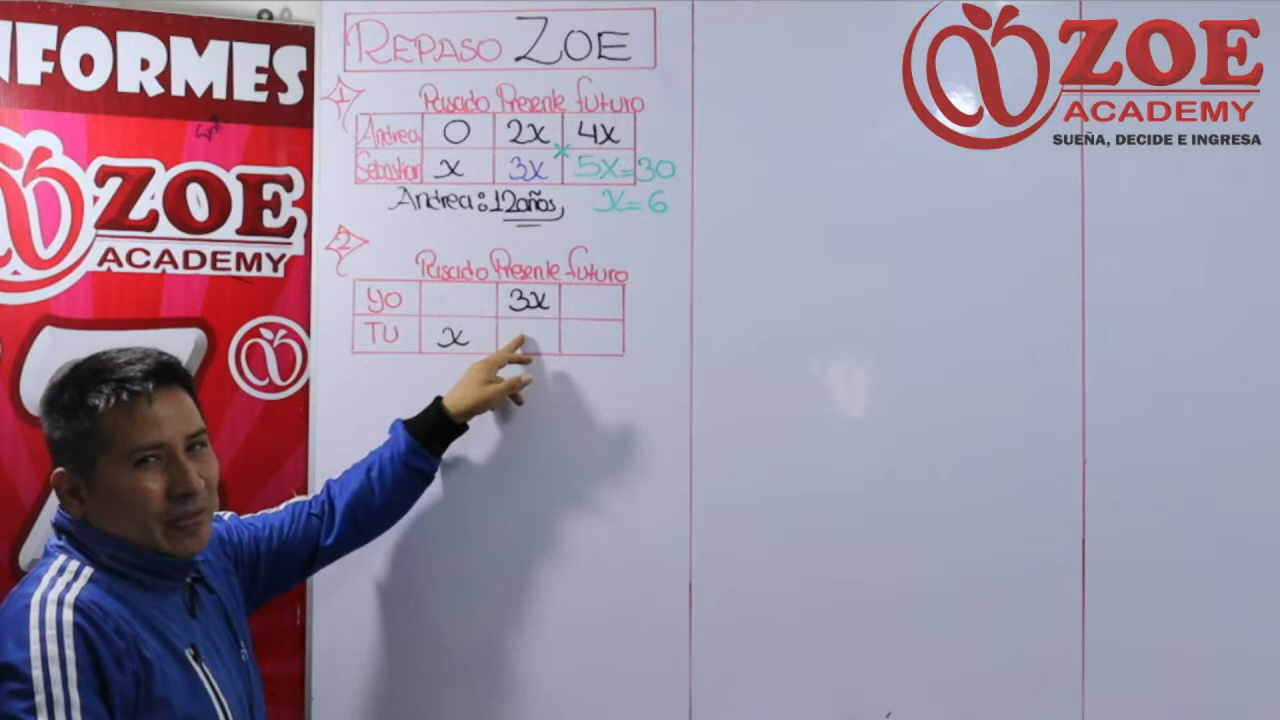 NFORMES
ZOE
ACADEMY
REPASO ZOE
1
Pasado Presente futuro
Andrea 0 2x 4x
Sebastian x 3x 5x=30
Andrea: 12años, x=6
2
Pasado Presente futuro
YO 3x
TU x
ZOE
ACADEMY
SUEÑA, DECIDE E INGRESA